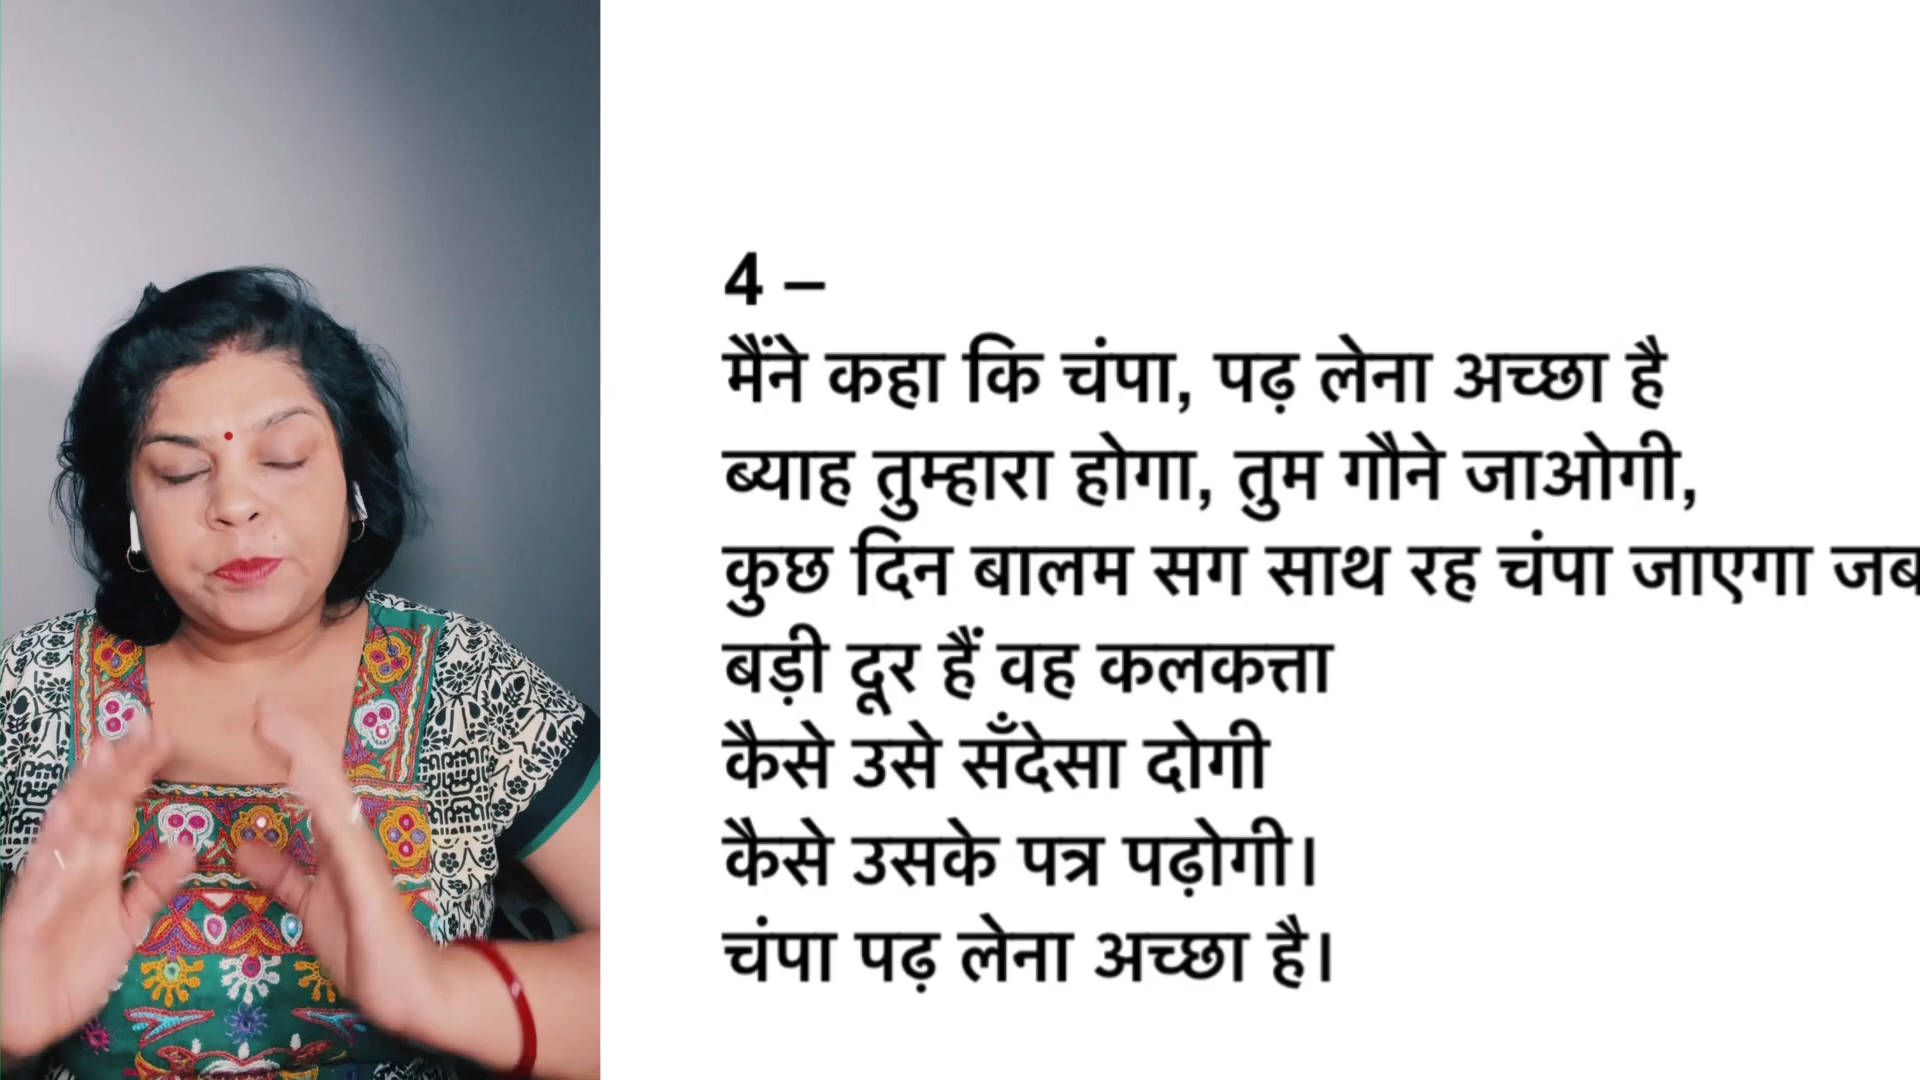 4 –
मैंने कहा कि चंपा, पढ़ लेना अच्छा है
ब्याह तुम्हारा होगा, तुम गौने जाओगी,
कुछ दिन बालम सग साथ रह चंपा जाएगा जब
बड़ी दूर हैं वह कलकत्ता
कैसे उसे सँदेसा दोगी
कैसे उसके पत्र पढ़ोगी।
चंपा पढ़ लेना अच्छा है।